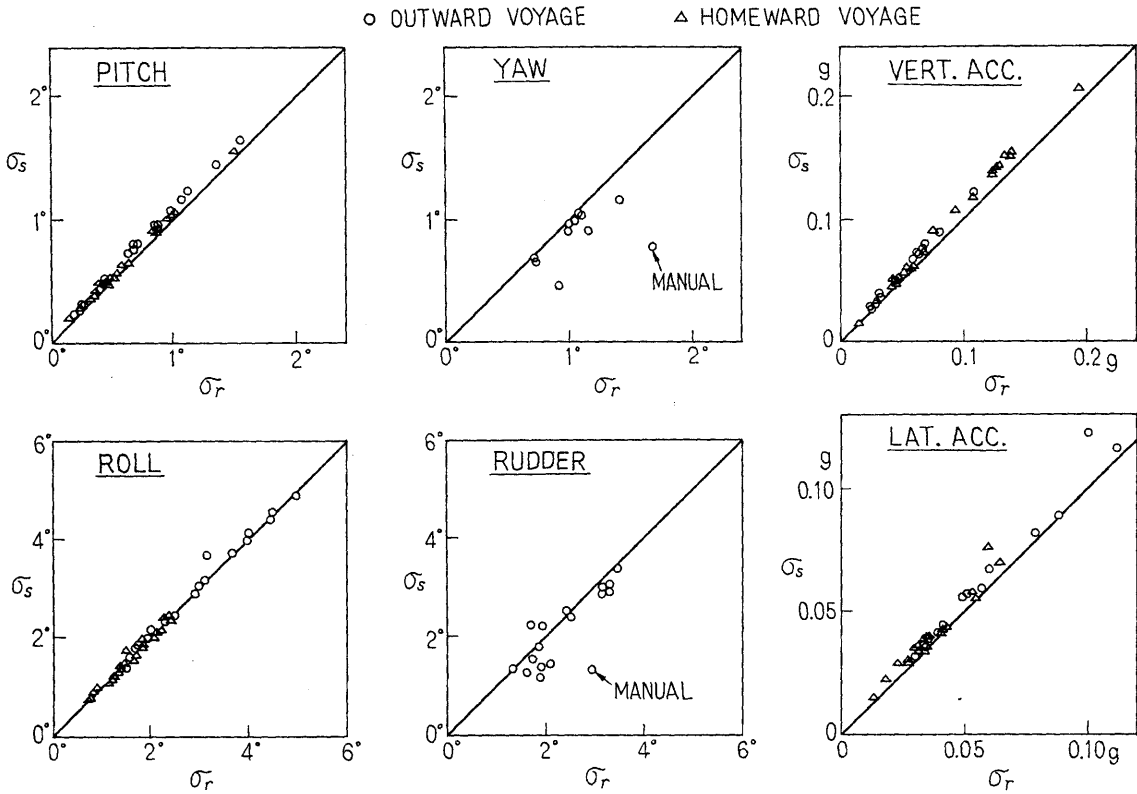 ○ OUTWARD VOYAGE △ HOMEWARD VOYAGE
PITCH
2°
σs
1°
0°
0° 1° 2°
σr
YAW
2°
σs
1°
0°
MANUAL
0° 1° 2°
σr
VERT. ACC.
g
0.2
σs
0.1
0
0 0.1 0.2 g
σr
ROLL
6°
4°
σs
2°
0°
0° 2° 4° 6°
σr
RUDDER
6°
4°
σs
2°
0°
MANUAL
0° 2° 4° 6°
σr
LAT. ACC.
g
0.10
σs
0.05
0
0 0.05 0.10 g
σr